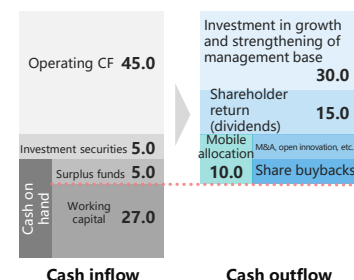 Operating CF 45.0
Investment securities 5.0
Cash on
hand
Surplus funds 5.0
Working
capital 27.0
Cash inflow
Investment in growth
and strengthening of
management base
30.0
Shareholder
return
(dividends)
15.0
Mobile
allocation
10.0
M&A, open innovation, etc.
Share buybacks
Cash outflow